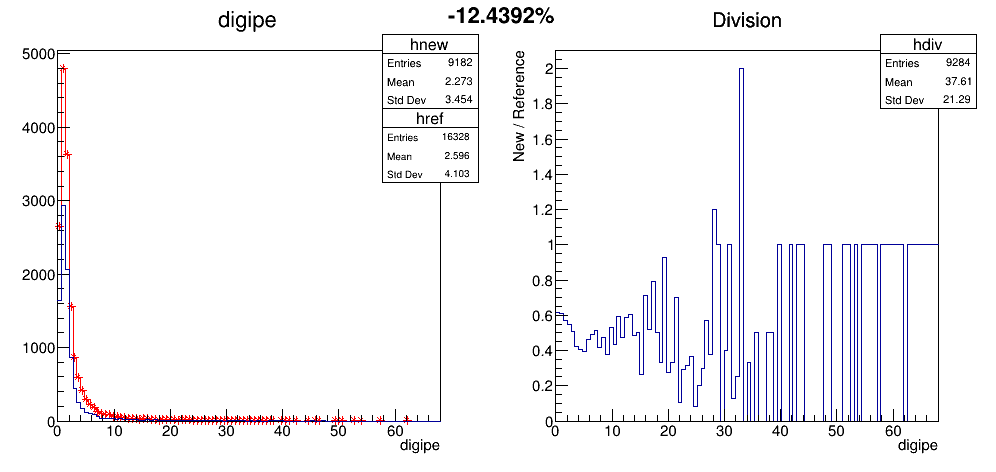 -12.4392%
digipe
hnew
Entries 9182
Mean 2.273
Std Dev 3.454
href
Entries 16328
Mean 2.596
Std Dev 4.103
5000
4000
3000
2000
1000
0
0 10 20 30 40 50 60
digipe
Division
hdiv
Entries 9284
Mean 37.61
Std Dev 21.29
New / Reference
2
1.8
1.6
1.4
1.2
1
0.8
0.6
0.4
0.2
0
0 10 20 30 40 50 60
digipe